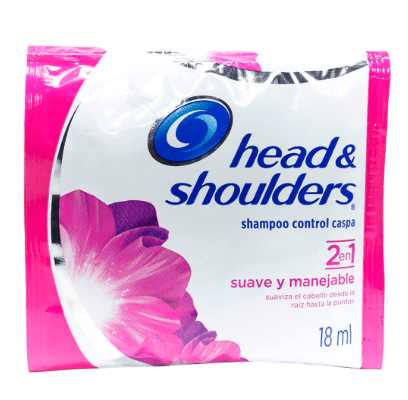 head &
shoulders®
shampoo control caspa
2en1
suave y manejable
suaviza el cabello desde la
raíz hasta la puntas
18 ml